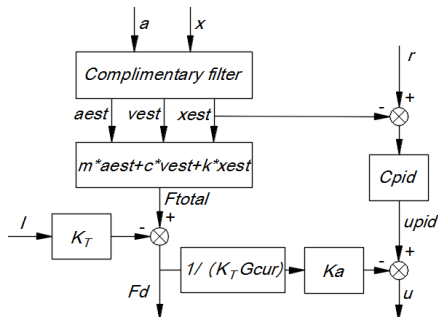 a
x
Complimentary filter
r
aest
vest
xest
-
+
m*aest+c*vest+k*xest
Cpid
Ftotal
upid
I
K_T
-
+
-
+
1/ (K_T Gcur)
Ka
Fd
u